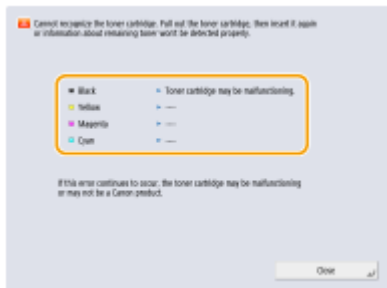 Cannot recognize the toner cartridge. Pull out the toner cartridge, then insert it again
or information about remaining toner won't be detected properly.
Black Toner cartridge may be malfunctioning.
Yellow ----
Magenta ----
Cyan ----
If this error continues to occur, the toner cartridge may be malfunctioning
or may not be a Canon product.
Close